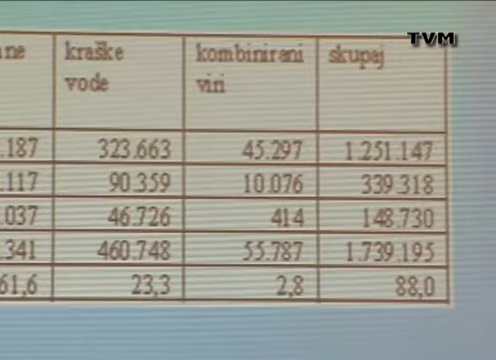 TVM
ne kraške kombinirani skupaj
vode viri
.187 323.663 45.297 1.251.147
.117 90.359 10.076 339.318
.037 46.726 414 148.730
.341 460.748 55.787 1.739.195
61,6 23,3 2,8 88,0